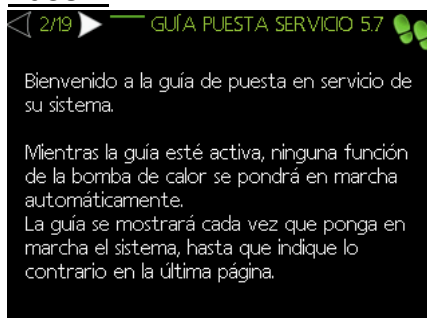 2/19 GUÍA PUESTA SERVICIO 5.7
Bienvenido a la guía de puesta en servicio de
su sistema.
Mientras la guía esté activa, ninguna función
de la bomba de calor se pondrá en marcha
automáticamente.
La guía se mostrará cada vez que ponga en
marcha el sistema, hasta que indique lo
contrario en la última página.